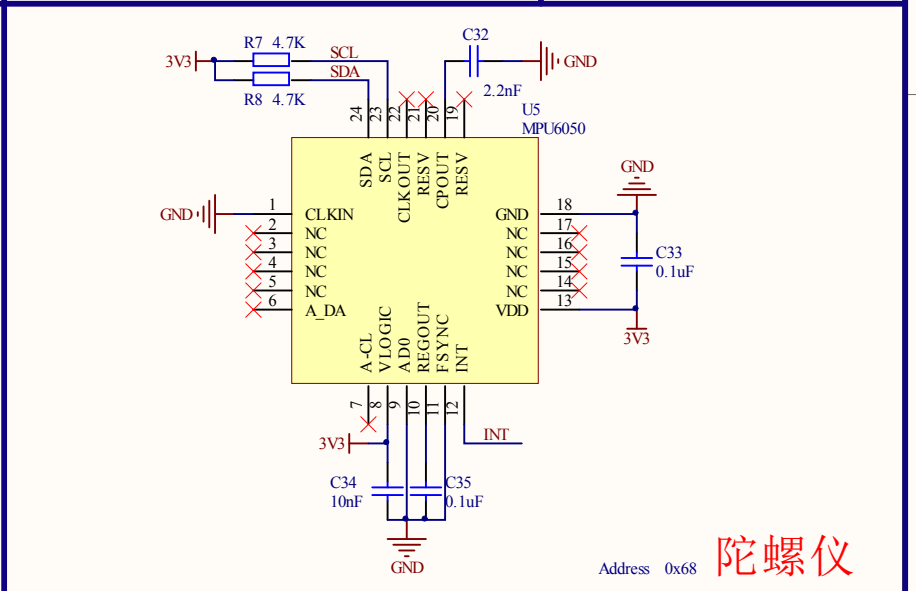 R7 4.7K
SCL
3V3
SDA
R8 4.7K
C32
GND
2.2nF
24
23
22
21
20
19
U5
MPU6050
SDA
SCL
CLKOUT
RESV
CPOUT
RESV
GND
GND
1 CLKIN
2 NC
3 NC
4 NC
5 NC
6 A_DA
GND 18
NC 17
NC 16
NC 15
NC 14
VDD 13
C33
0.1uF
3V3
A-CL
VLOGIC
AD0
REGOUT
FSYNC
INT
7
8
9
10
11
12
3V3
INT
C34
10nF
C35
0.1uF
GND
Address 0x68
陀螺仪